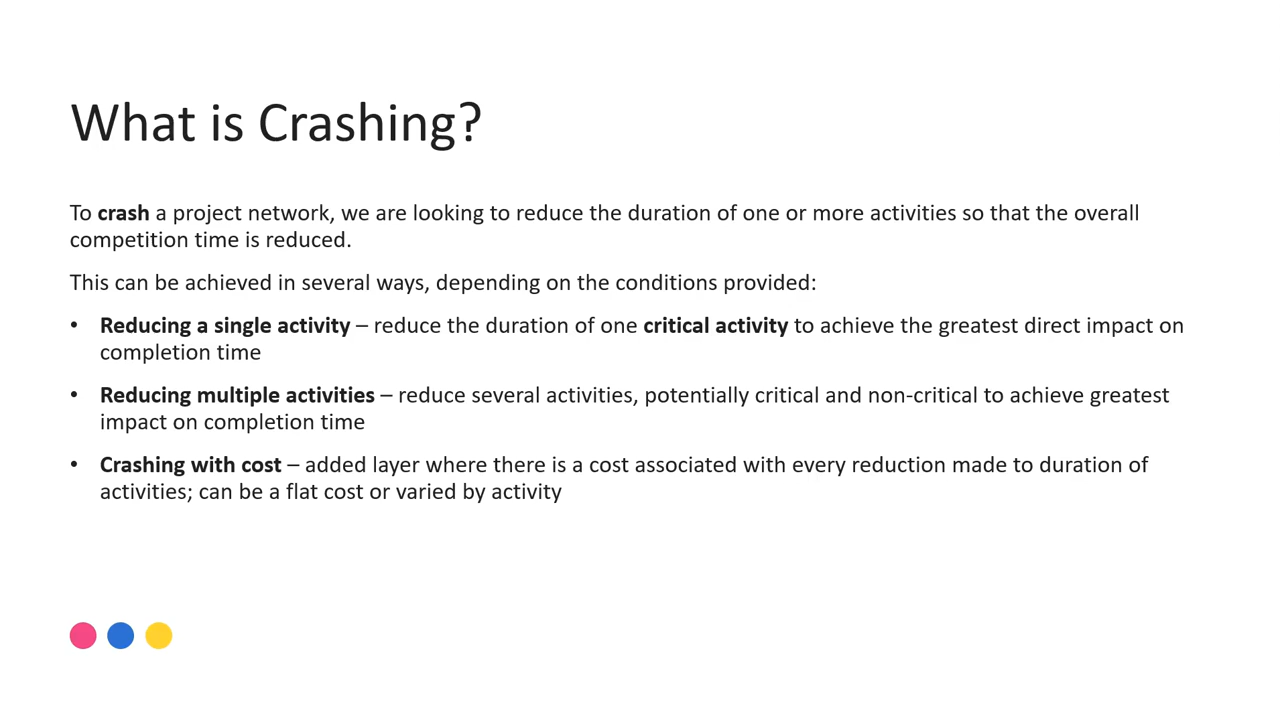 What is Crashing?
To crash a project network, we are looking to reduce the duration of one or more activities so that the overall
competition time is reduced.
This can be achieved in several ways, depending on the conditions provided:
• Reducing a single activity – reduce the duration of one critical activity to achieve the greatest direct impact on
completion time
• Reducing multiple activities – reduce several activities, potentially critical and non-critical to achieve greatest
impact on completion time
• Crashing with cost – added layer where there is a cost associated with every reduction made to duration of
activities; can be a flat cost or varied by activity